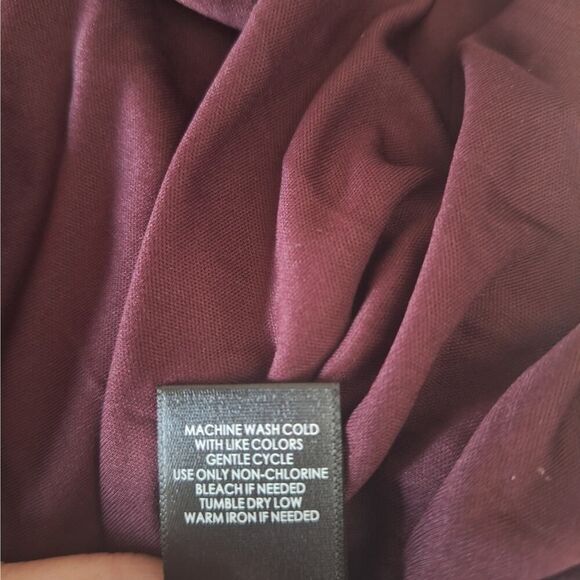 MACHINE WASH COLD
WITH LIKE COLORS
GENTLE CYCLE
USE ONLY NON-CHLORINE
BLEACH IF NEEDED
TUMBLE DRY LOW
WARM IRON IF NEEDED